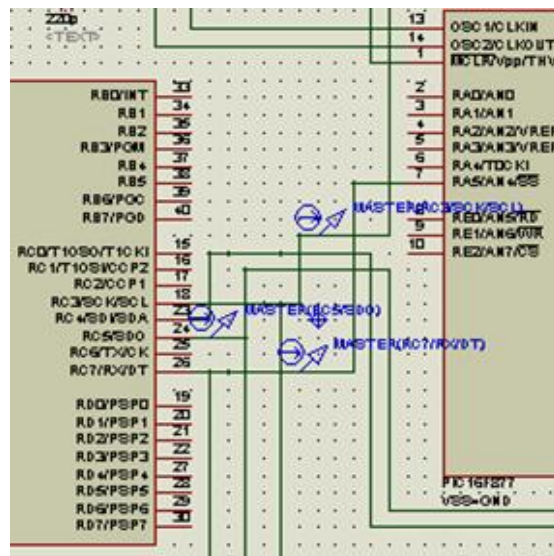 220p
<TEXT>
RB0/INT
33
RB1
34
RB2
35
RB3/PGM
36
RB4
37
RB5
38
RB6/PGC
39
RB7/PGD
40
RC0/T1OSO/T1CKI
15
RC1/T1OSI/CCP2
16
RC2/CCP1
17
RC3/SCK/SCL
18
RC4/SDI/SDA
23
RC5/SDO
24
RC6/TX/CK
25
RC7/RX/DT
26
RD0/PSP0
19
RD1/PSP1
20
RD2/PSP2
21
RD3/PSP3
22
RD4/PSP4
27
RD5/PSP5
28
RD6/PSP6
29
RD7/PSP7
30
MASTER(RC3/SCK/SCL)
MASTER(RC5/SDO)
MASTER(RC7/RX/DT)
13
OSC1/CLKIN
14
OSC2/CLKOUT
1
MCLR/Vpp/THV
2
RA0/AN0
3
RA1/AN1
4
RA2/AN2/VREF
5
RA3/AN3/VREF
6
RA4/T0CKI
7
RA5/AN4/SS
8
RE0/AN5/RD
9
RE1/AN6/WR
10
RE2/AN7/CS
PIC16F877
VSS=GND